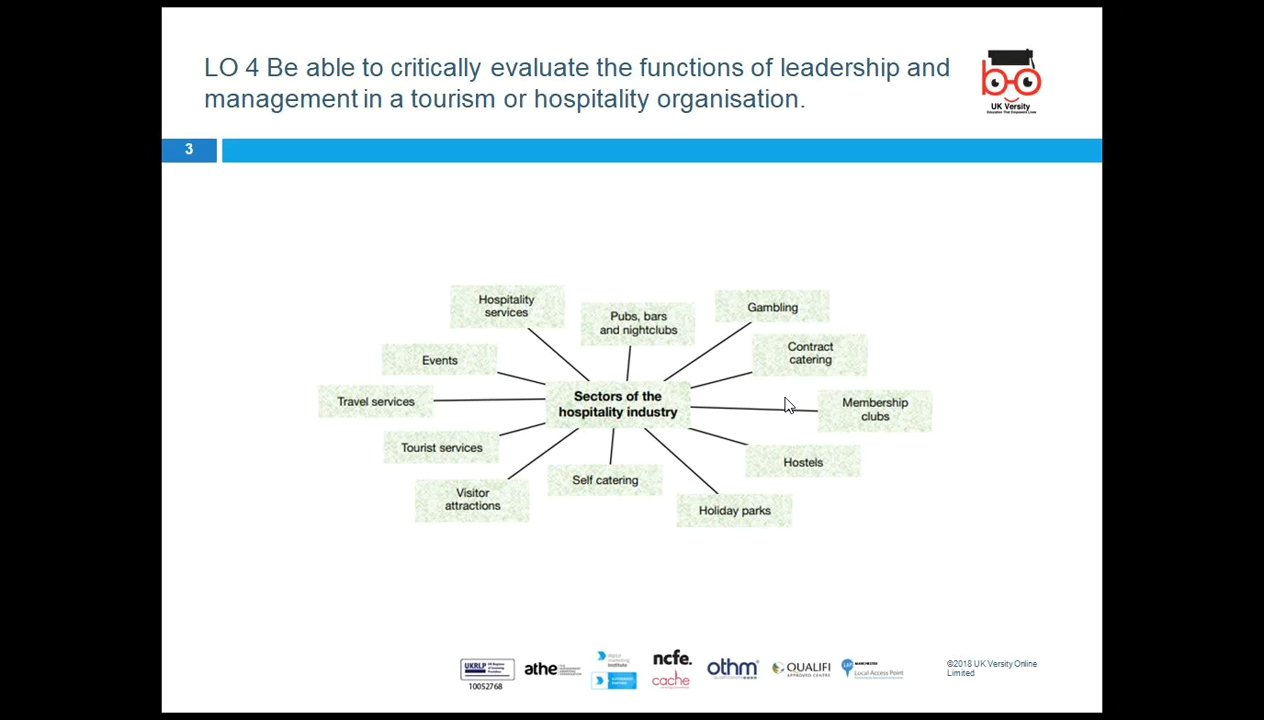 LO 4 Be able to critically evaluate the functions of leadership and
management in a tourism or hospitality organisation.
UK Versity
3
Hospitality
services
Pubs, bars
and nightclubs
Gambling
Events
Contract
catering
Travel services
Sectors of the
hospitality industry
Membership
clubs
Tourist services
Hostels
Visitor
attractions
Self catering
Holiday parks
UKRLP
10052768
athe
digital
marketing
institute
ncfe.
cache
othm
QUALIFI
APPROVED CENTRE
LAP
MANCHESTER
Local Access Point
©2018 UK Versity Online
Limited